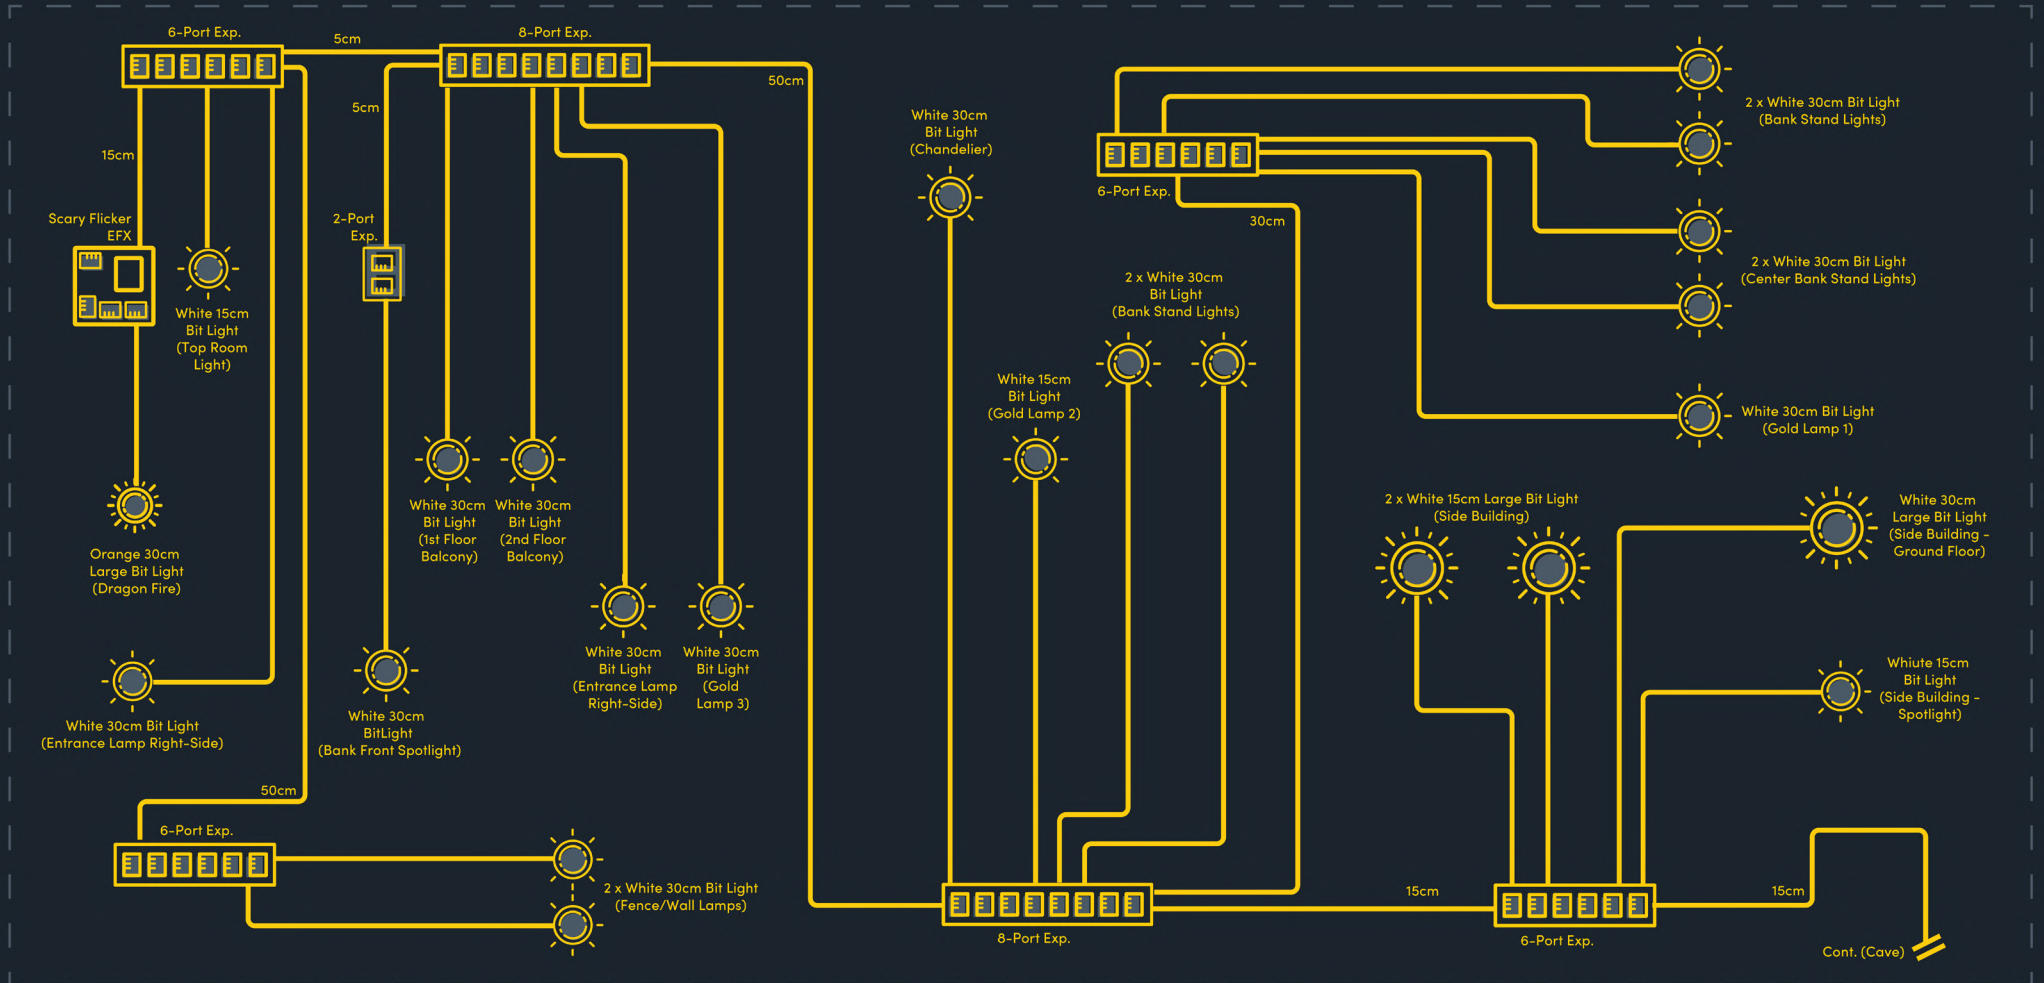 6-Port Exp.
5cm
8-Port Exp.
50cm
5cm
15cm
Scary Flicker
EFX
2-Port
Exp.
White 15cm
Bit Light
(Top Room
Light)
Orange 30cm
Large Bit Light
(Dragon Fire)
White 30cm
Bit Light
(1st Floor
Balcony)
White 30cm
Bit Light
(2nd Floor
Balcony)
White 30cm
Bit Light
(Entrance Lamp
Right-Side)
White 30cm
Bit Light
(Gold
Lamp 3)
White 30cm Bit Light
(Entrance Lamp Right-Side)
White 30cm
BitLight
(Bank Front Spotlight)
50cm
6-Port Exp.
2 x White 30cm Bit Light
(Fence/Wall Lamps)
White 30cm
Bit Light
(Chandelier)
6-Port Exp.
30cm
2 x White 30cm Bit Light
(Bank Stand Lights)
2 x White 30cm Bit Light
(Center Bank Stand Lights)
White 30cm Bit Light
(Gold Lamp 1)
2 x White 30cm
Bit Light
(Bank Stand Lights)
White 15cm
Bit Light
(Gold Lamp 2)
2 x White 15cm Large Bit Light
(Side Building)
White 30cm
Large Bit Light
(Side Building -
Ground Floor)
Whiute 15cm
Bit Light
(Side Building -
Spotlight)
8-Port Exp.
15cm
6-Port Exp.
15cm
Cont. (Cave)